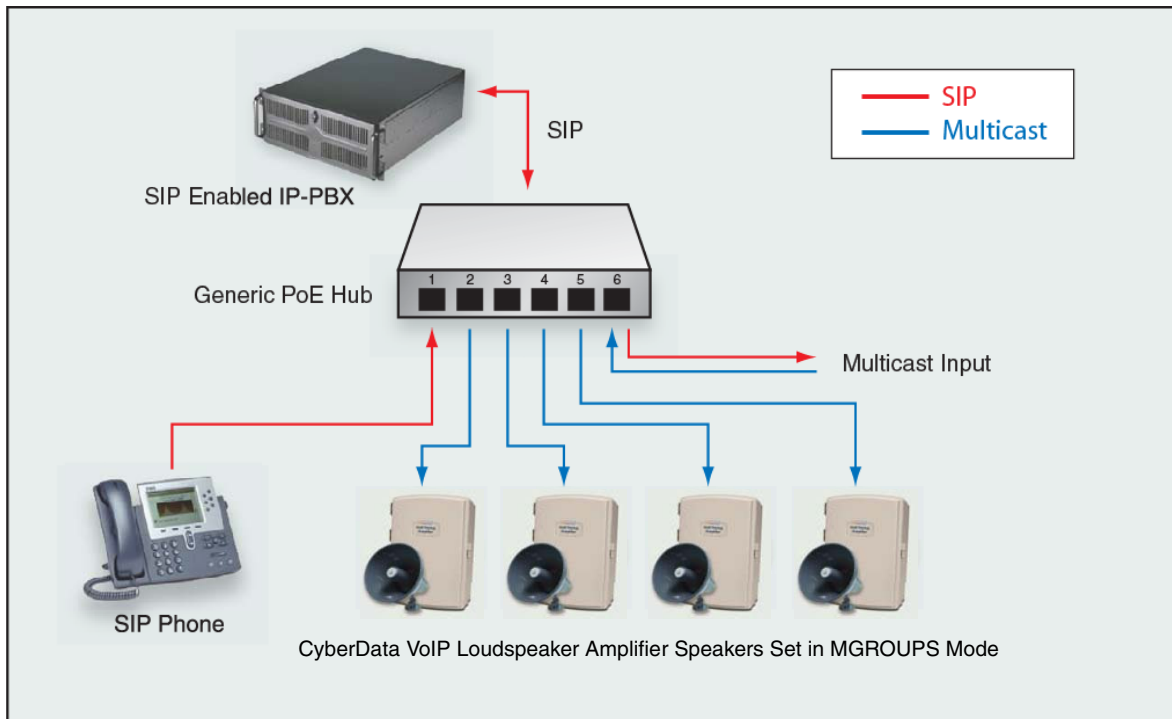 SIP
Multicast
SIP
SIP Enabled IP-PBX
1 2 3 4 5 6
Generic PoE Hub
Multicast Input
SIP Phone
CyberData VoIP Loudspeaker Amplifier Speakers Set in MGROUPS Mode